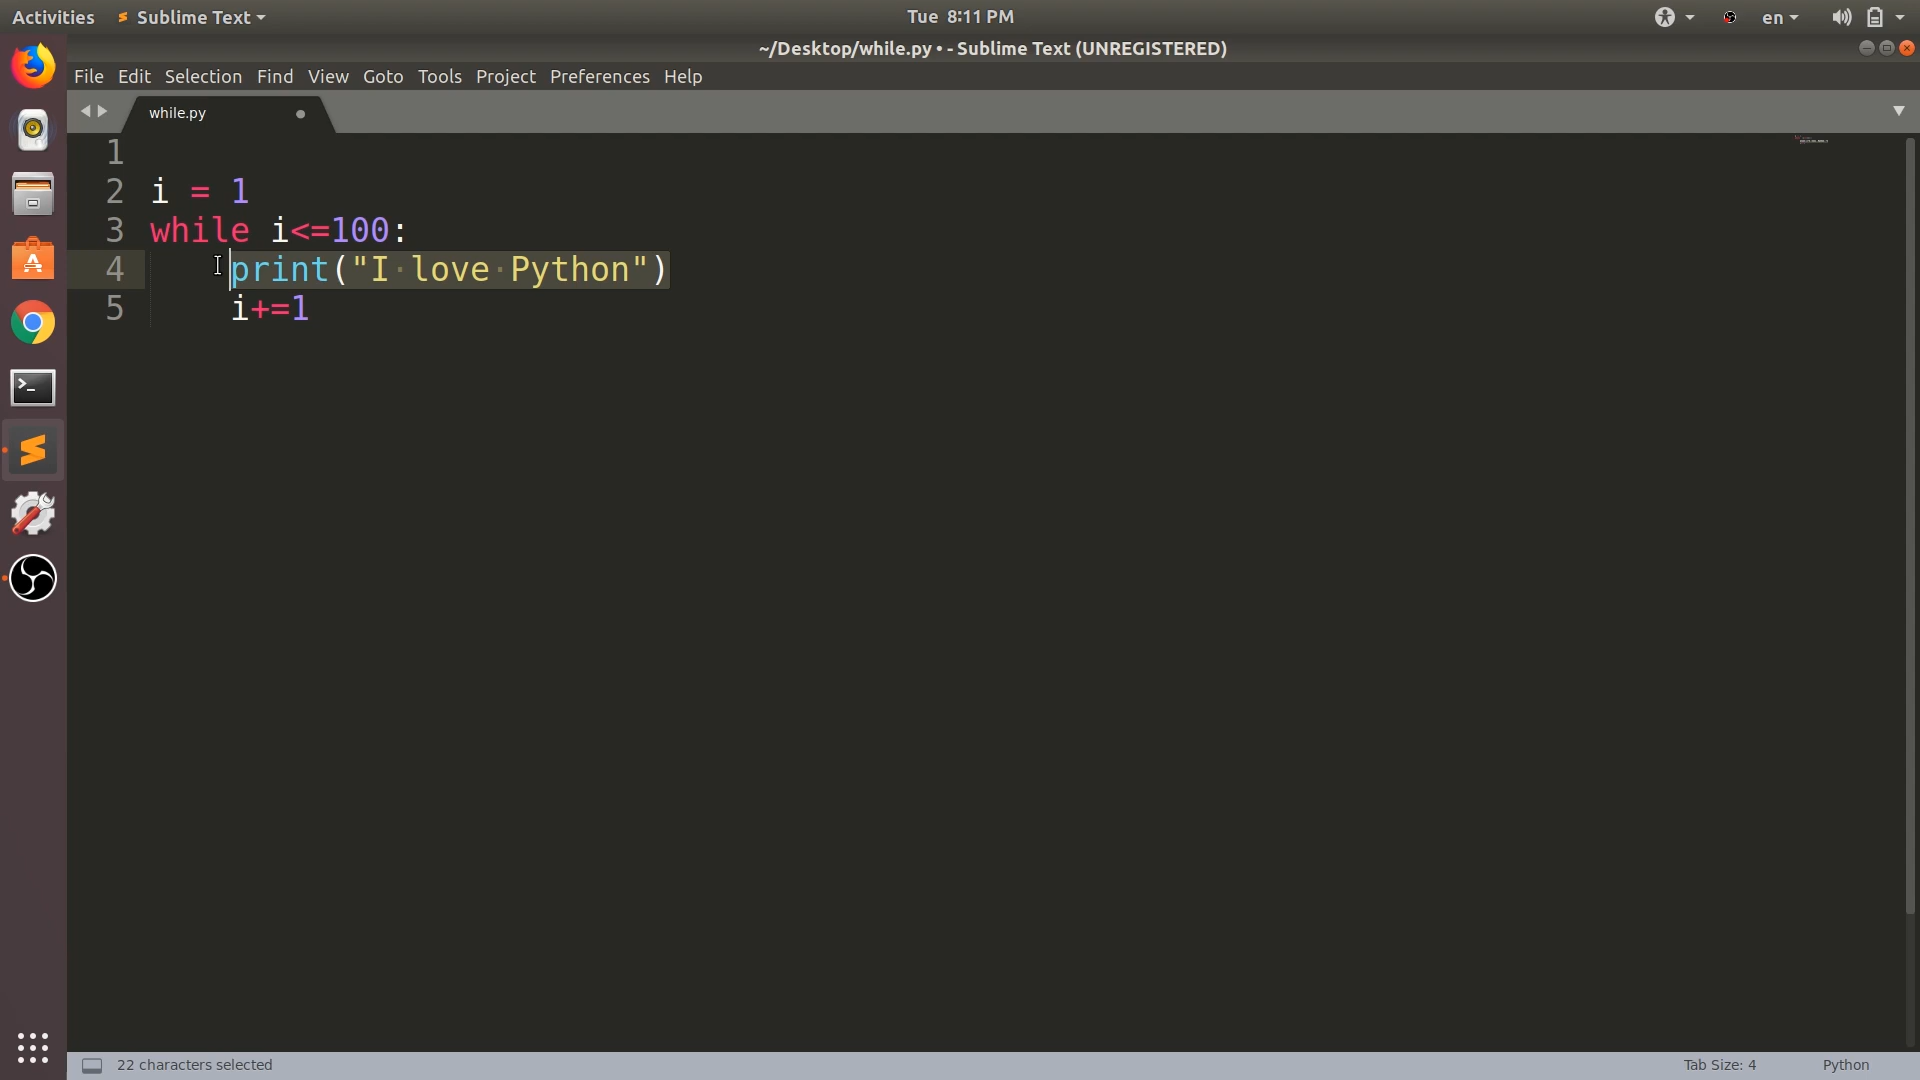 Activities Sublime Text Tue 8:11 PM en
~/Desktop/while.py • - Sublime Text (UNREGISTERED)
File Edit Selection Find View Goto Tools Project Preferences Help
while.py
1
2 i = 1
3 while i<=100:
4 print("I·love·Python")
5 i+=1
22 characters selected Tab Size: 4 Python